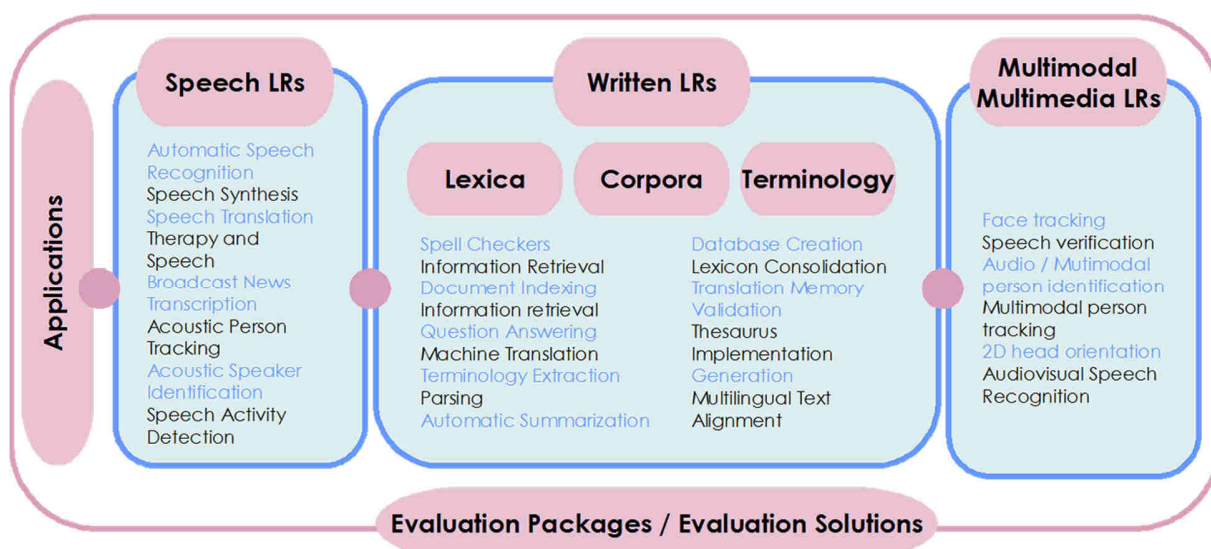 Applications
Speech LRs
Automatic Speech
Recognition
Speech Synthesis
Speech Translation
Therapy and
Speech
Broadcast News
Transcription
Acoustic Person
Tracking
Acoustic Speaker
Identification
Speech Activity
Detection
Written LRs
Lexica
Corpora
Terminology
Spell Checkers
Information Retrieval
Document Indexing
Information retrieval
Question Answering
Machine Translation
Terminology Extraction
Parsing
Automatic Summarization
Database Creation
Lexicon Consolidation
Translation Memory
Validation
Thesaurus
Implementation
Generation
Multilingual Text
Alignment
Multimodal
Multimedia LRs
Face tracking
Speech verification
Audio / Mutimodal
person identification
Multimodal person
tracking
2D head orientation
Audiovisual Speech
Recognition
Evaluation Packages / Evaluation Solutions